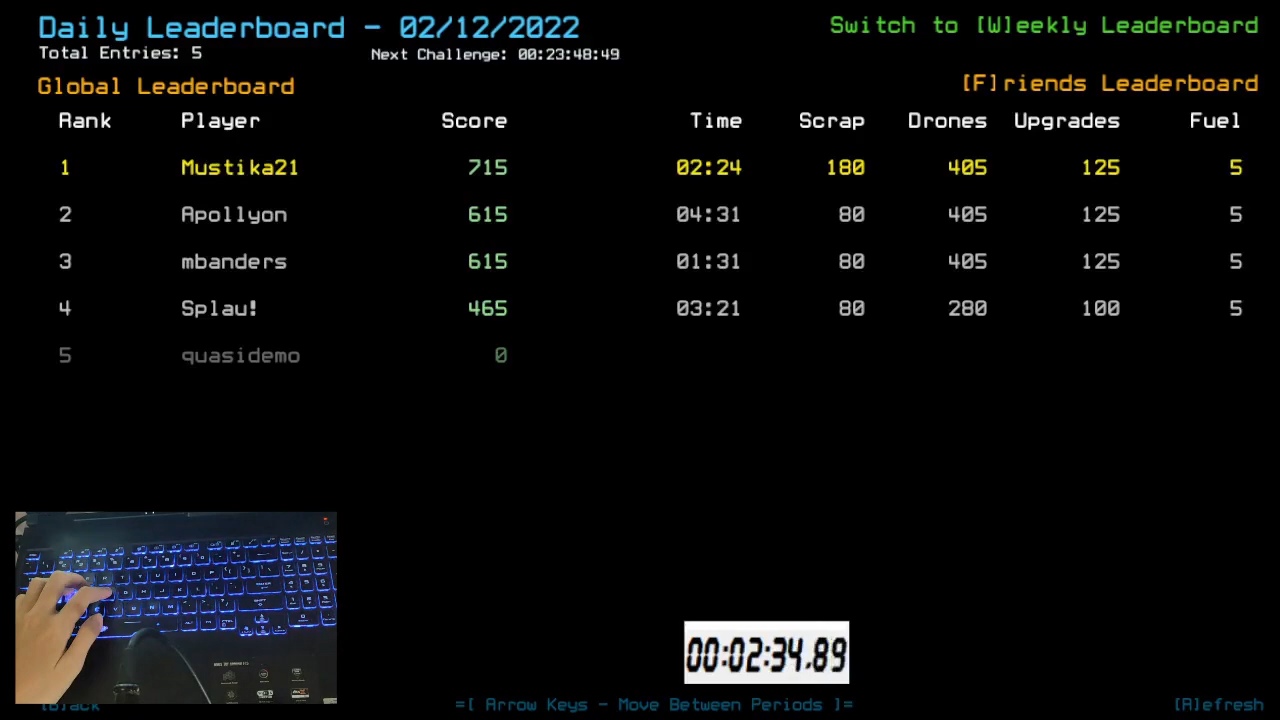 Daily Leaderboard - 02/12/2022
Switch to [W]eekly Leaderboard
Total Entries: 5
Next Challenge: 00:23:48:49
Global Leaderboard
[F]riends Leaderboard
Rank Player Score Time Scrap Drones Upgrades Fuel
1 Mustika21 715 02:24 180 405 125 5
2 Apollyon 615 04:31 80 405 125 5
3 mbanders 615 01:31 80 405 125 5
4 Splau! 465 03:21 80 280 100 5
5 quasidemo 0
00:02:34.89
[B]ack
=[ Arrow Keys - Move Between Periods ]=
[R]efresh